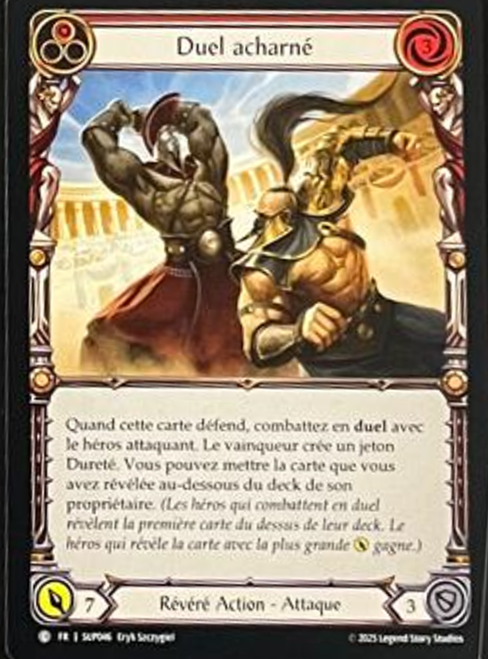 Duel acharné
3
Quand cette carte défend, combattez en duel avec
le héros attaquant. Le vainqueur crée un jeton
Dureté. Vous pouvez mettre la carte que vous
avez révélée au-dessous du deck de son
propriétaire. (Les héros qui combattent en duel
révèlent la première carte du dessus de leur deck. Le
héros qui révèle la carte avec la plus grande gagne.)
7 Révéré Action - Attaque 3
C FR | SUP046 Eryk Szczygieł © 2025 Legend Story Studios